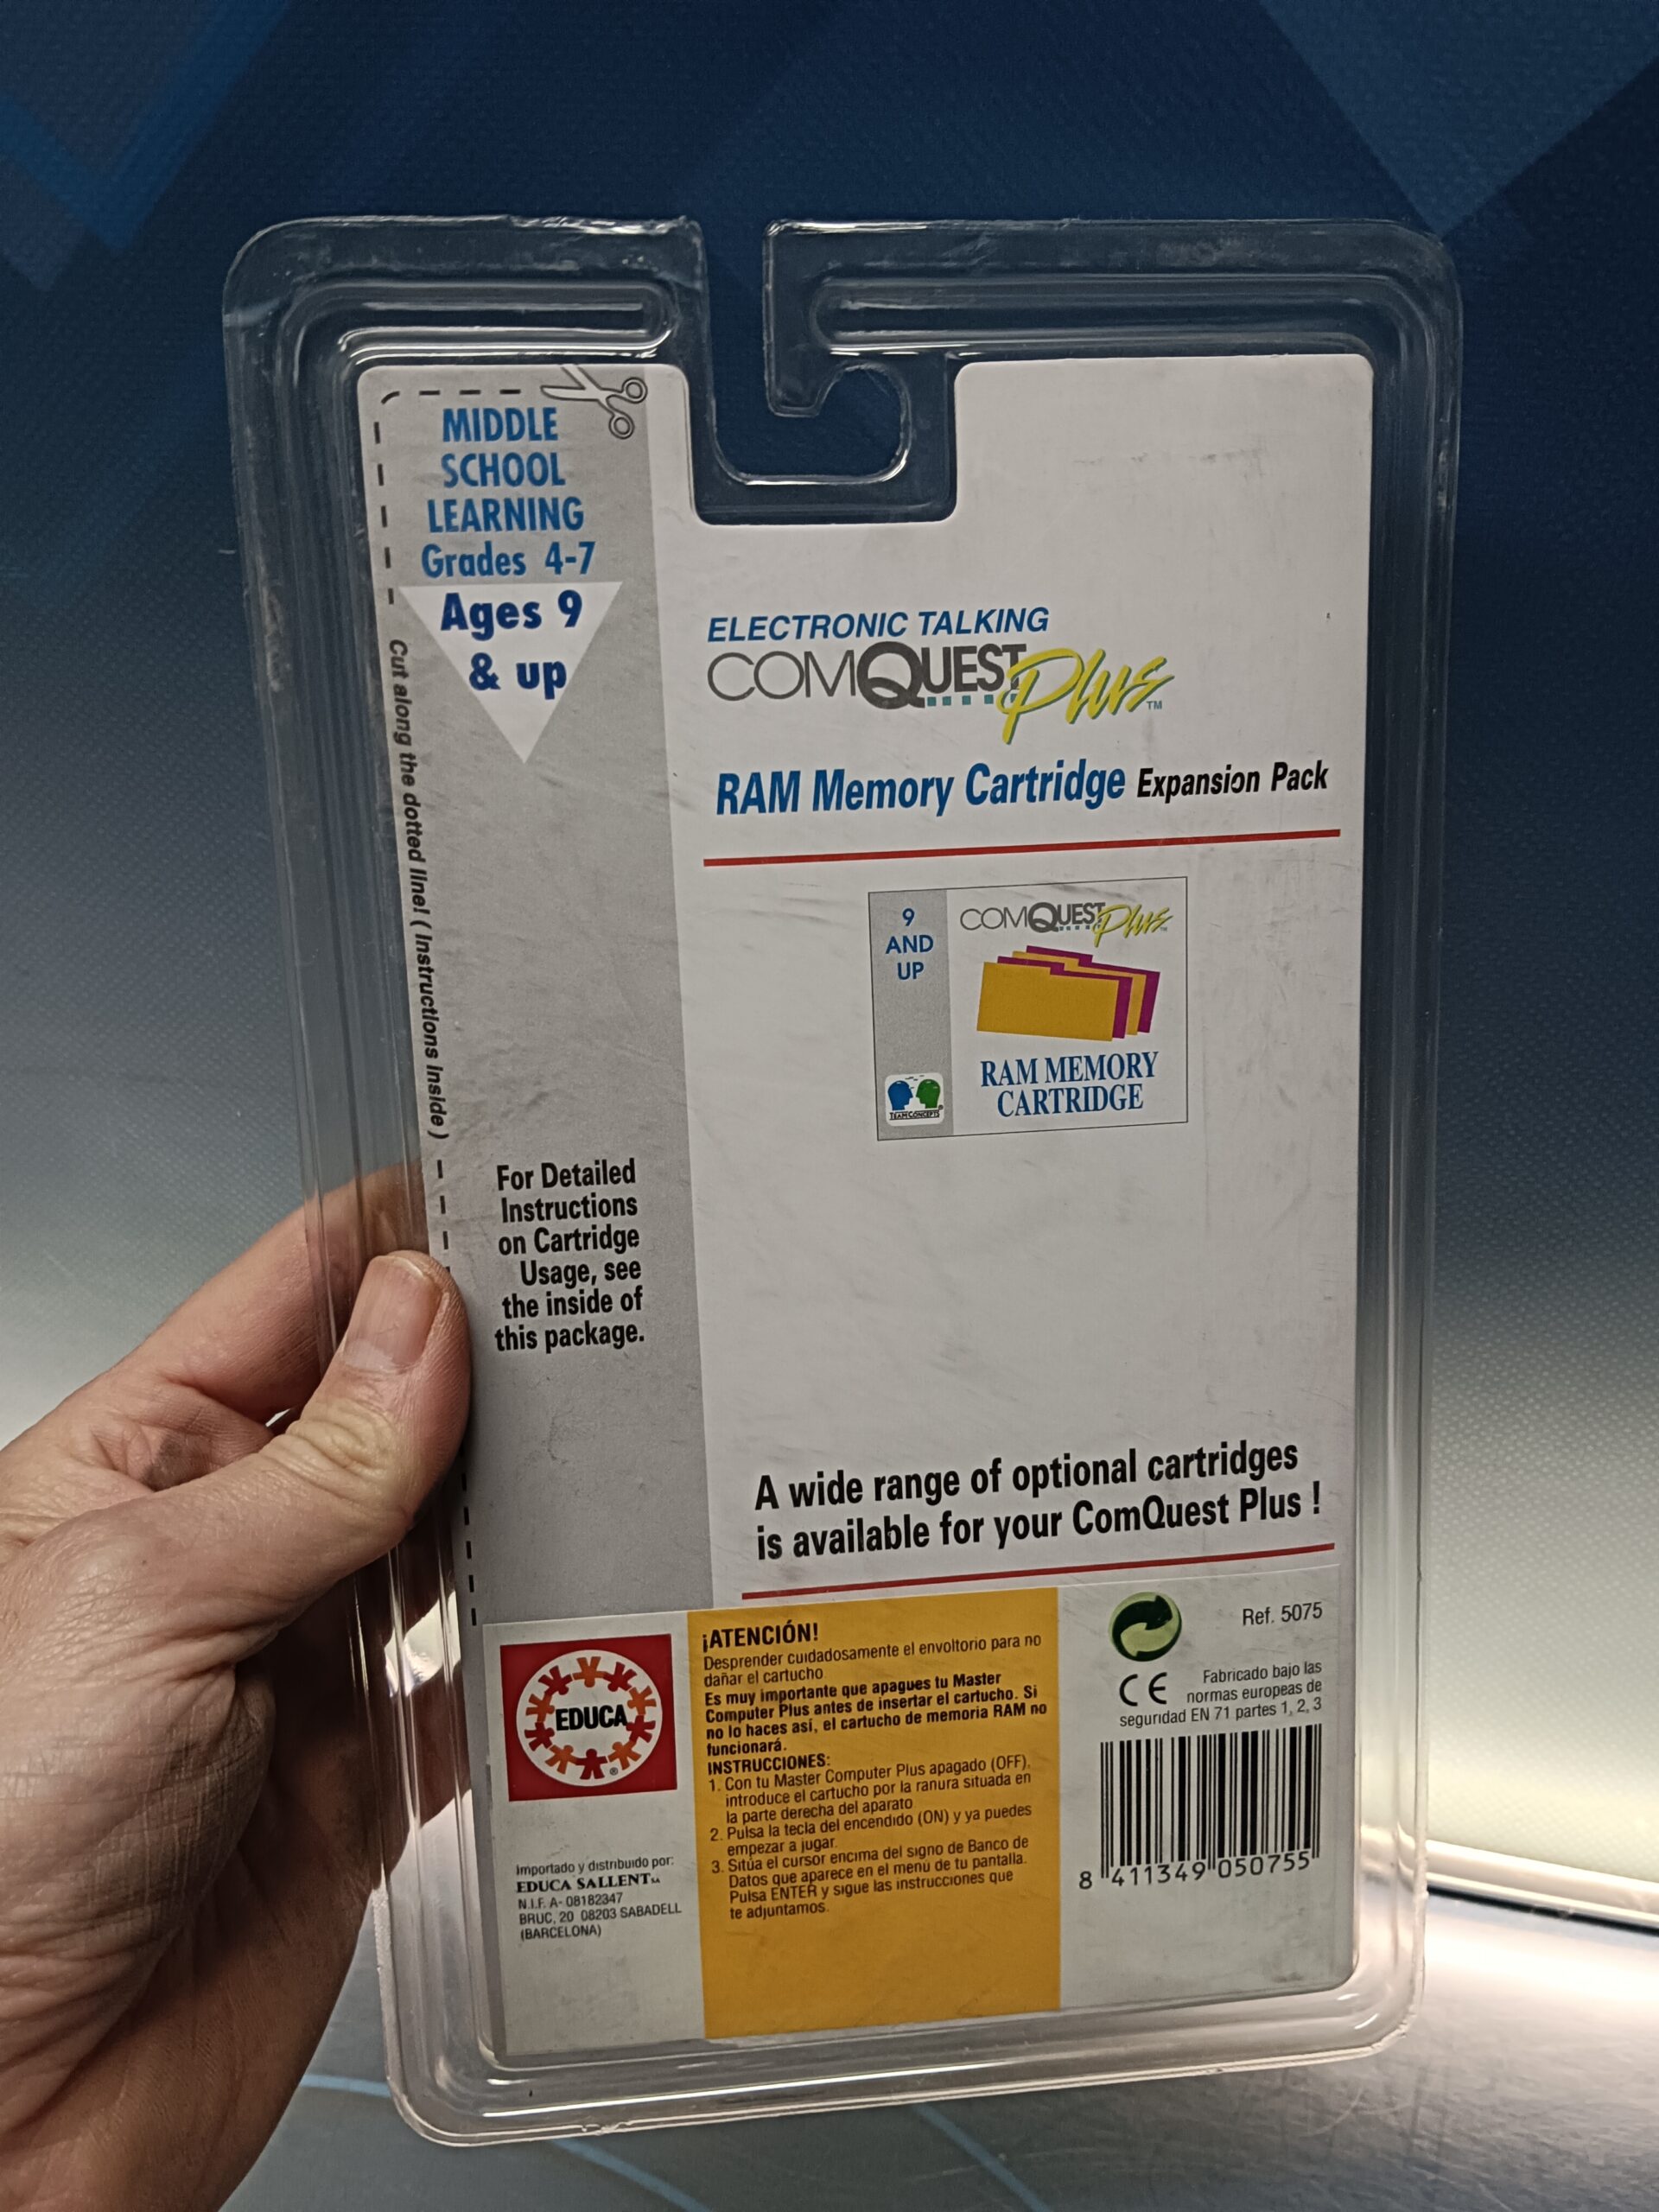 MIDDLE
SCHOOL
LEARNING
Grades 4-7
Ages 9
& up
Cut along the dotted line! ( Instructions inside )
For Detailed
Instructions
on Cartridge
Usage, see
the inside of
this package.
ELECTRONIC TALKING
COMQUEST Plus™
RAM Memory Cartridge Expansion Pack
9
AND
UP
TEAM CONCEPTS®
COMQUEST Plus™
RAM MEMORY
CARTRIDGE
A wide range of optional cartridges
is available for your ComQuest Plus !
EDUCA®
Importado y distribuido por:
EDUCA SALLENT S.A.
N.I.F. A- 08182347
BRUC, 20 08203 SABADELL
(BARCELONA)
¡ATENCIÓN!
Desprender cuidadosamente el envoltorio para no
dañar el cartucho
Es muy importante que apagues tu Master
Computer Plus antes de insertar el cartucho. Si
no lo haces así, el cartucho de memoria RAM no
funcionará.
INSTRUCCIONES:
1. Con tu Master Computer Plus apagado (OFF),
introduce el cartucho por la ranura situada en
la parte derecha del aparato
2. Pulsa la tecla del encendido (ON) y ya puedes
empezar a jugar.
3. Sitúa el cursor encima del signo de Banco de
Datos que aparece en el menú de tu pantalla.
Pulsa ENTER y sigue las instrucciones que
te adjuntamos.
Ref. 5075
CE
Fabricado bajo las
normas europeas de
seguridad EN 71 partes 1, 2, 3
8 411349 050755